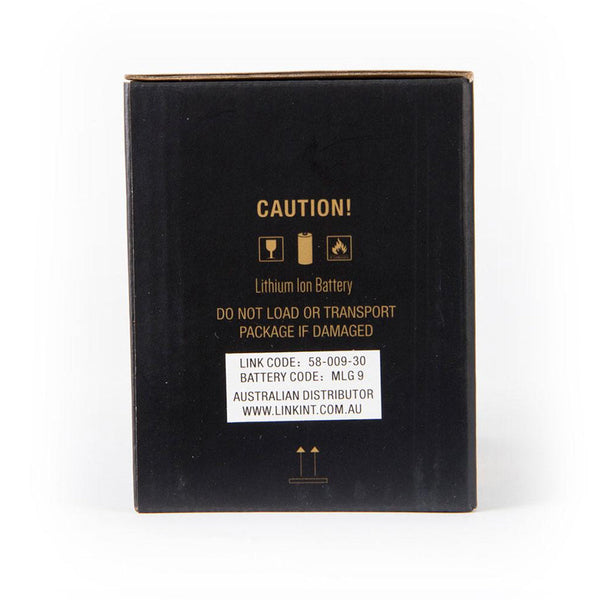 CAUTION!
Lithium Ion Battery
DO NOT LOAD OR TRANSPORT
PACKAGE IF DAMAGED
LINK CODE: 58-009-30
BATTERY CODE: MLG 9
AUSTRALIAN DISTRIBUTOR
WWW.LINKINT.COM.AU